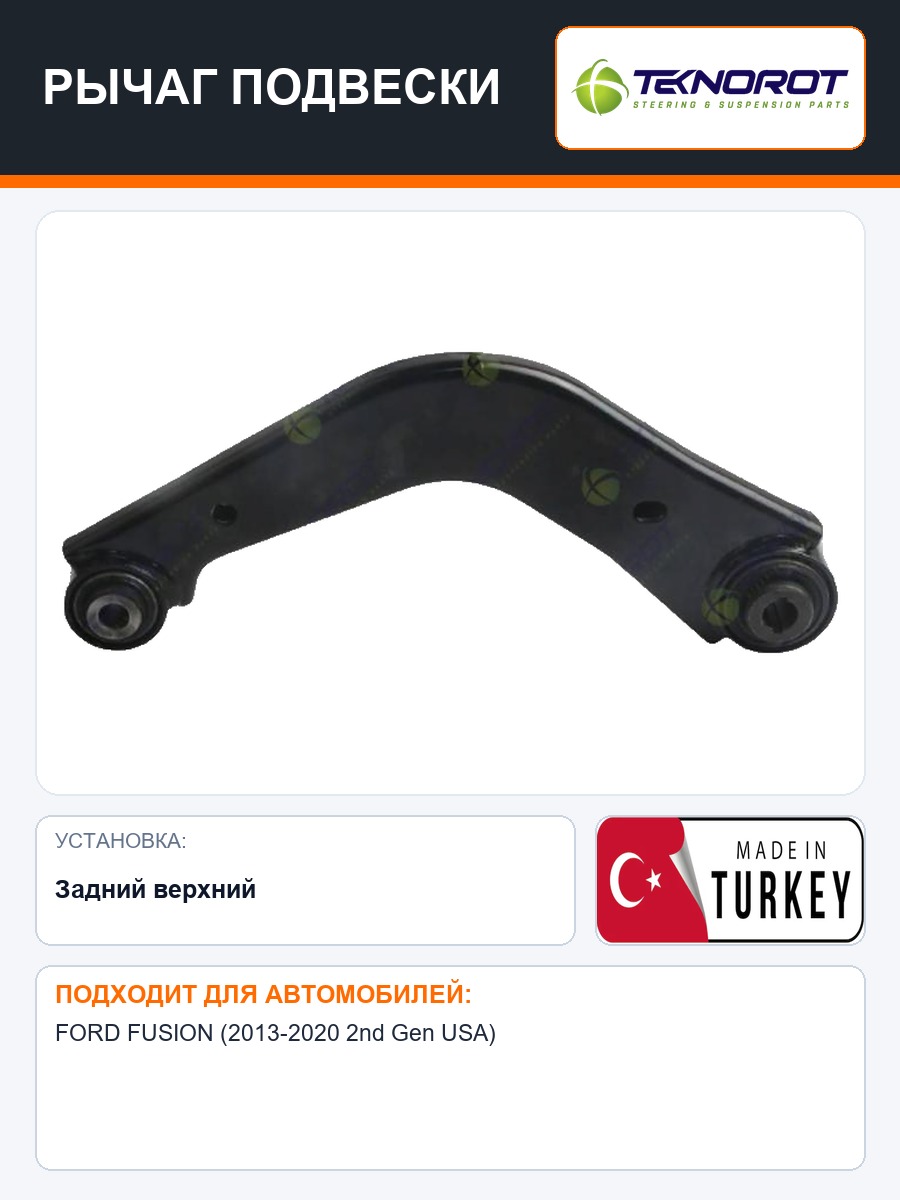 РЫЧАГ ПОДВЕСКИ
TEKNOROT
STEERING & SUSPENSION PARTS
УСТАНОВКА:
Задний верхний
MADE IN
TURKEY
ПОДХОДИТ ДЛЯ АВТОМОБИЛЕЙ:
FORD FUSION (2013-2020 2nd Gen USA)